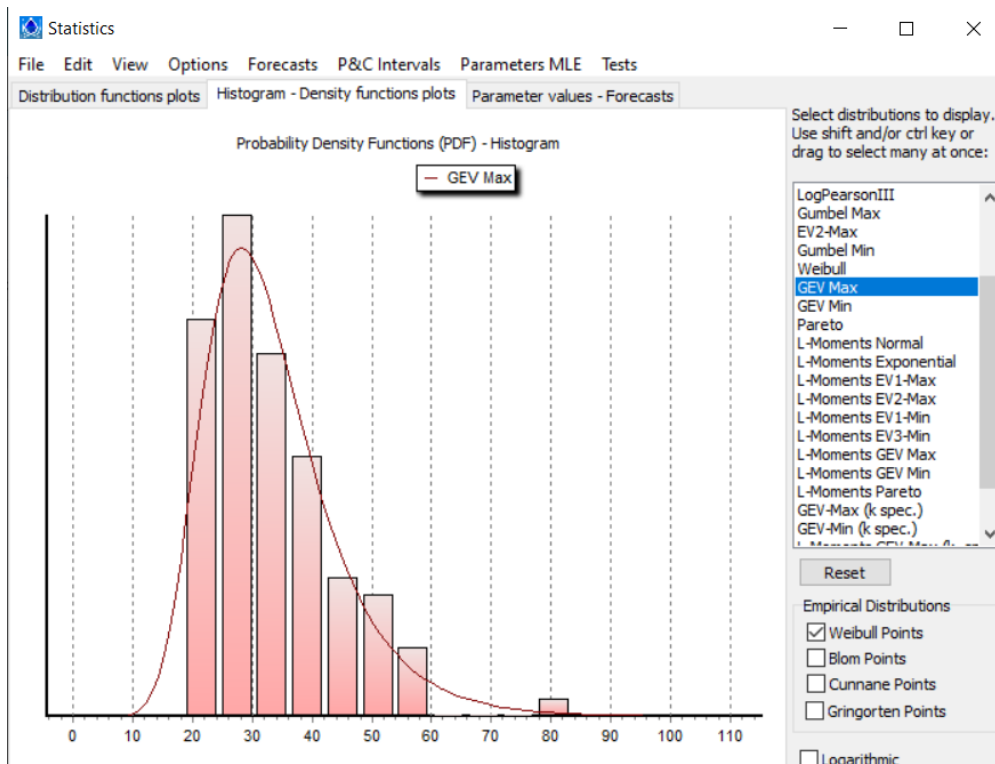 Statistics
File Edit View Options Forecasts P&C Intervals Parameters MLE Tests
Distribution functions plots Histogram - Density functions plots Parameter values - Forecasts
Probability Density Functions (PDF) - Histogram
GEV Max
0 10 20 30 40 50 60 70 80 90 100 110
Select distributions to display.
Use shift and/or ctrl key or
drag to select many at once:
LogPearsonIII
Gumbel Max
EV2-Max
Gumbel Min
Weibull
GEV Max
GEV Min
Pareto
L-Moments Normal
L-Moments Exponential
L-Moments EV1-Max
L-Moments EV2-Max
L-Moments EV1-Min
L-Moments EV3-Min
L-Moments GEV Max
L-Moments GEV Min
L-Moments Pareto
GEV-Max (k spec.)
GEV-Min (k spec.)
Reset
Empirical Distributions
Weibull Points
Blom Points
Cunnane Points
Gringorten Points
Logarithmic